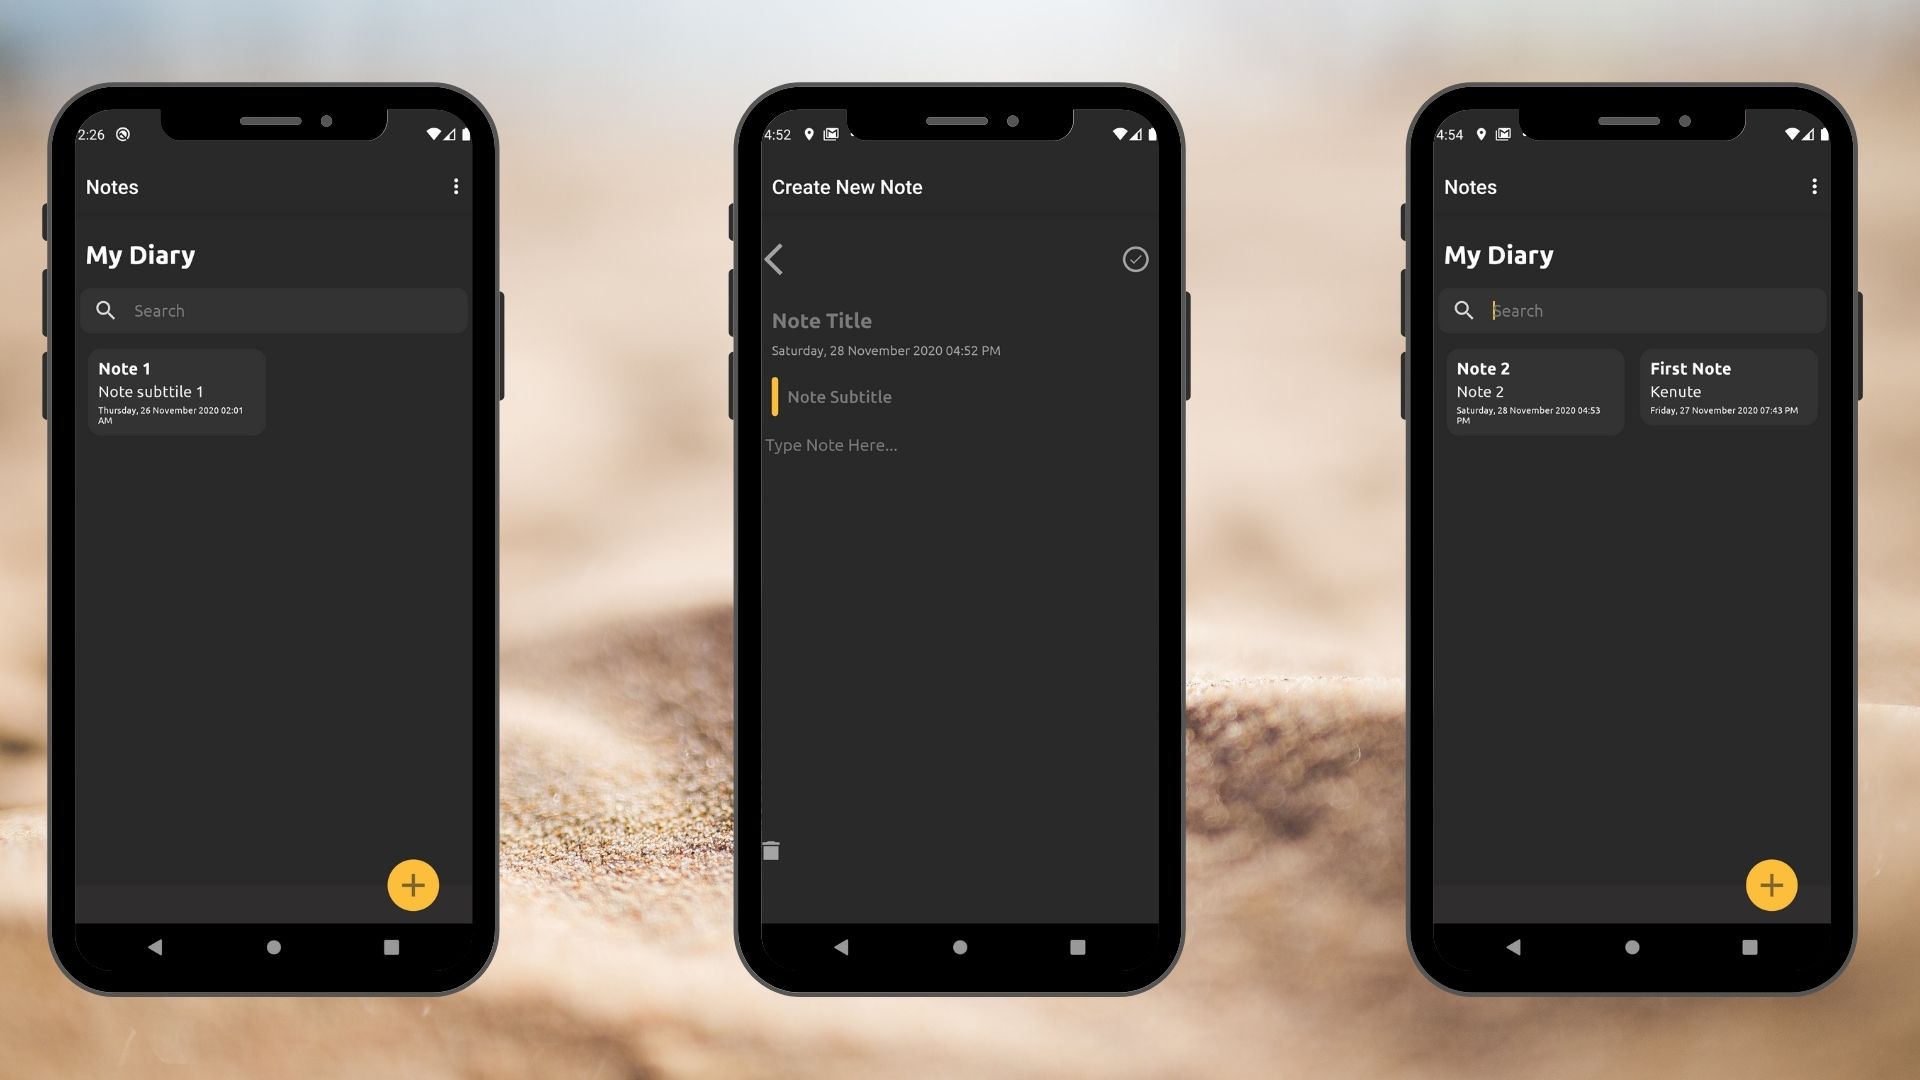 2:26
Notes
My Diary
Search
Note 1
Note subttile 1
Thursday, 26 November 2020 02:01
AM
4:52
Create New Note
Note Title
Saturday, 28 November 2020 04:52 PM
Note Subtitle
Type Note Here...
4:54
Notes
My Diary
Search
Note 2
Note 2
Saturday, 28 November 2020 04:53
PM
First Note
Kenute
Friday, 27 November 2020 07:43 PM